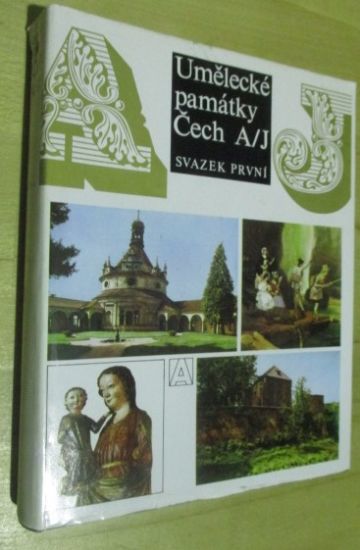 A
J
Umělecké
památky
Čech A/J
SVAZEK PRVNÍ
A